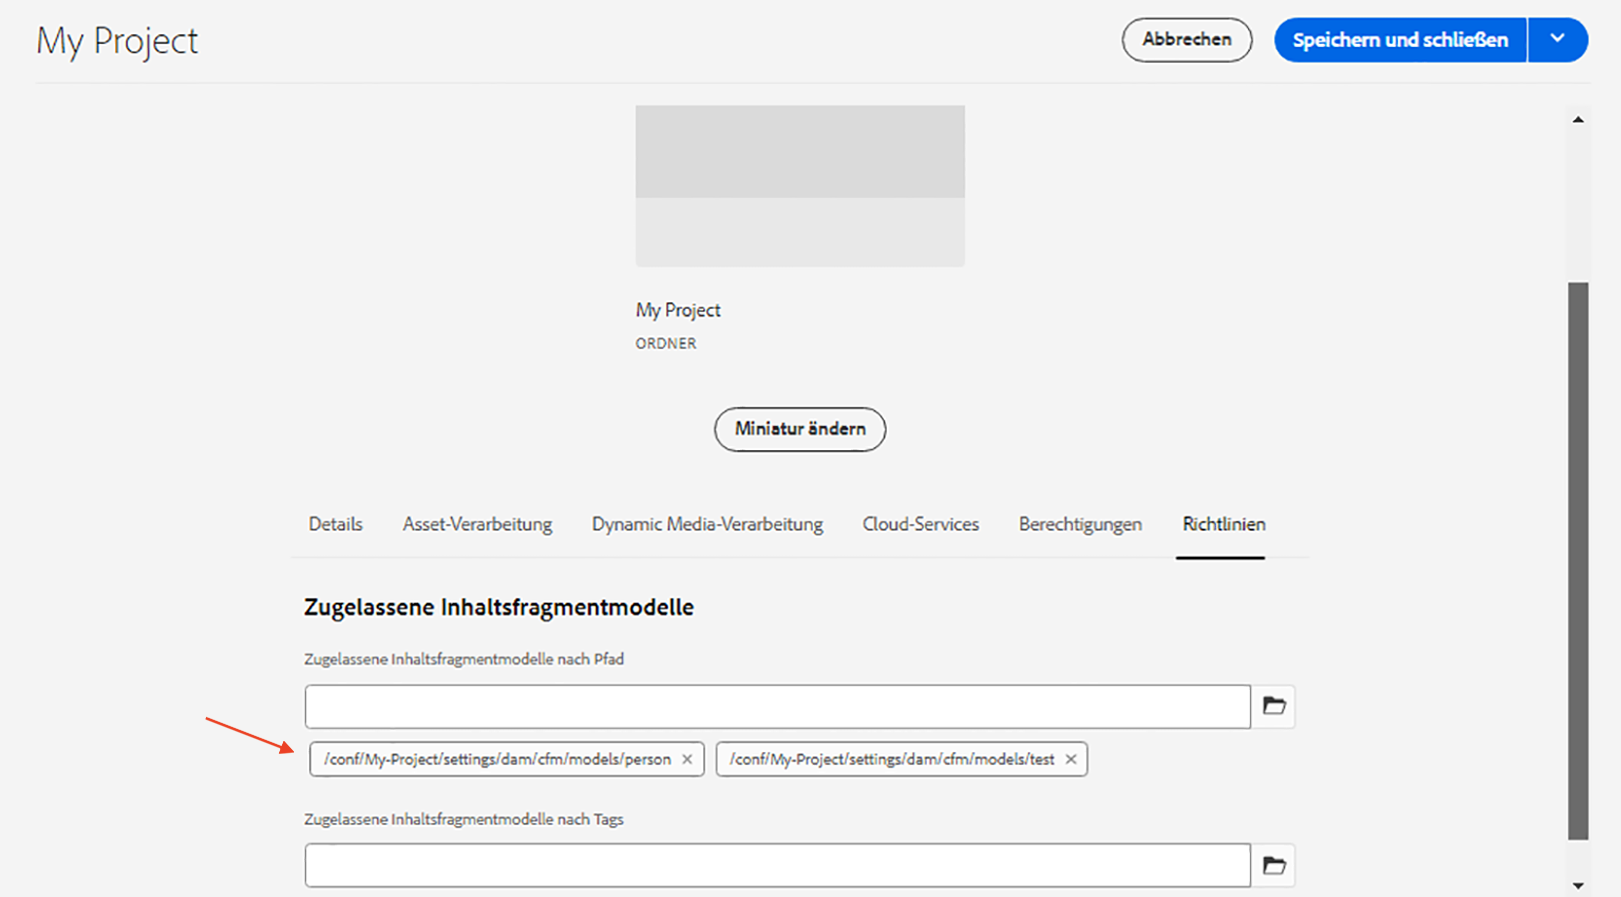 My Project
Abbrechen
Speichern und schließen
My Project
ORDNER
Miniatur ändern
Details
Asset-Verarbeitung
Dynamic Media-Verarbeitung
Cloud-Services
Berechtigungen
Richtlinien
Zugelassene Inhaltsfragmentmodelle
Zugelassene Inhaltsfragmentmodelle nach Pfad
/conf/My-Project/settings/dam/cfm/models/person
/conf/My-Project/settings/dam/cfm/models/test
Zugelassene Inhaltsfragmentmodelle nach Tags